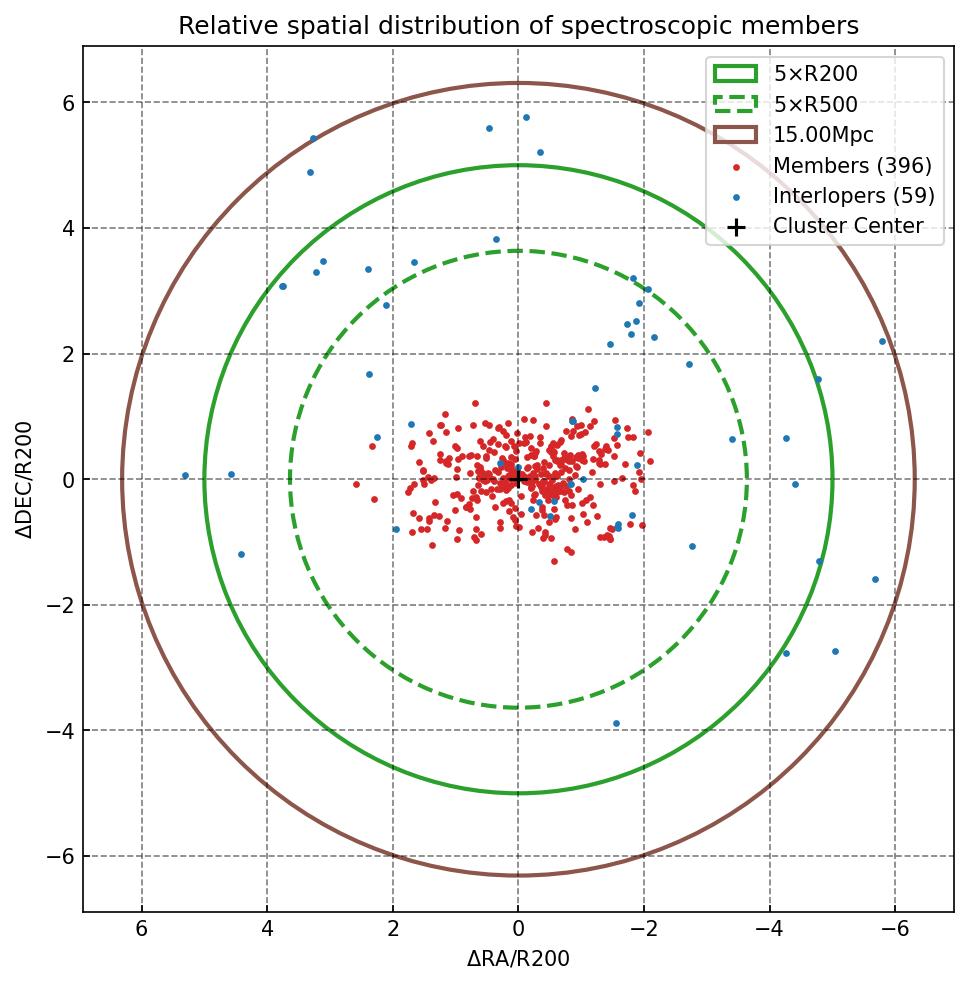 Relative spatial distribution of spectroscopic members
5×R200
5×R500
15.00Mpc
Members (396)
Interlopers (59)
Cluster Center
6
4
2
0
−2
−4
−6
ΔDEC/R200
6
4
2
0
−2
−4
−6
ΔRA/R200